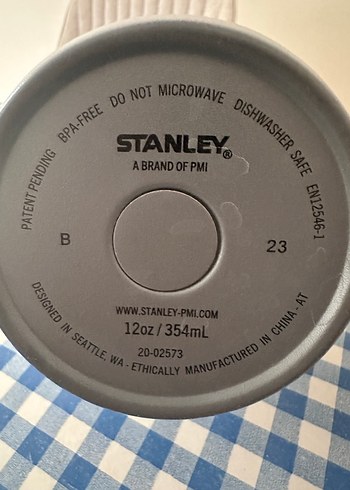 PATENT PENDING BPA-FREE DO NOT MICROWAVE DISHWASHER SAFE EN12546-1
STANLEY®
A BRAND OF PMI
B 23
WWW.STANLEY-PMI.COM
12oz / 354mL
20-02573
DESIGNED IN SEATTLE, WA - ETHICALLY MANUFACTURED IN CHINA - AT